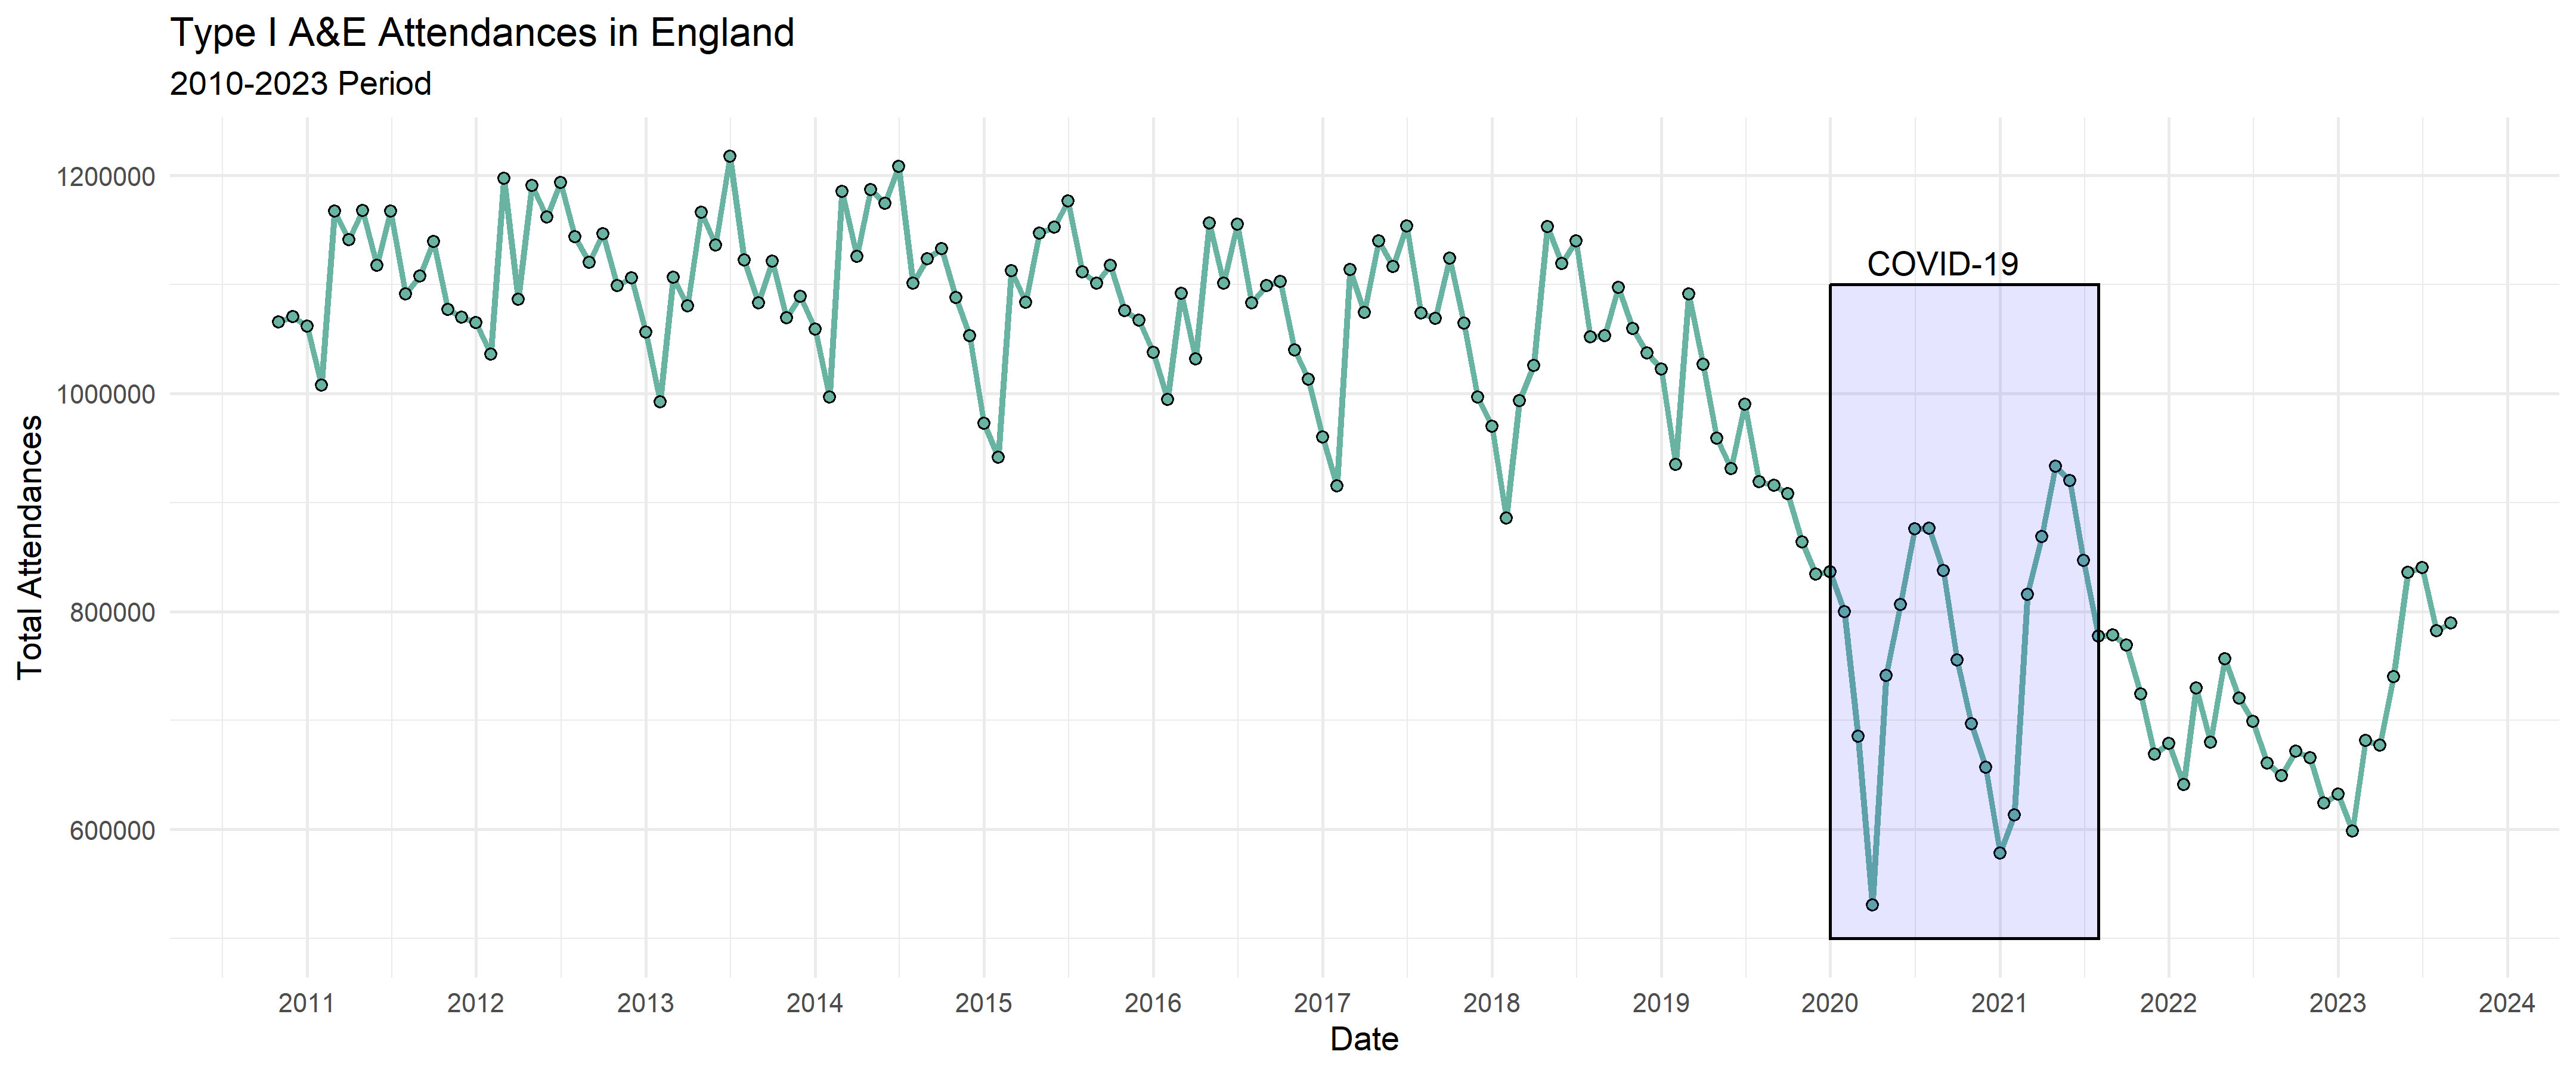 Type I A&E Attendances in England
2010-2023 Period
1200000
1000000
800000
600000
Total Attendances
COVID-19
2011 2012 2013 2014 2015 2016 2017 2018 2019 2020 2021 2022 2023 2024
Date